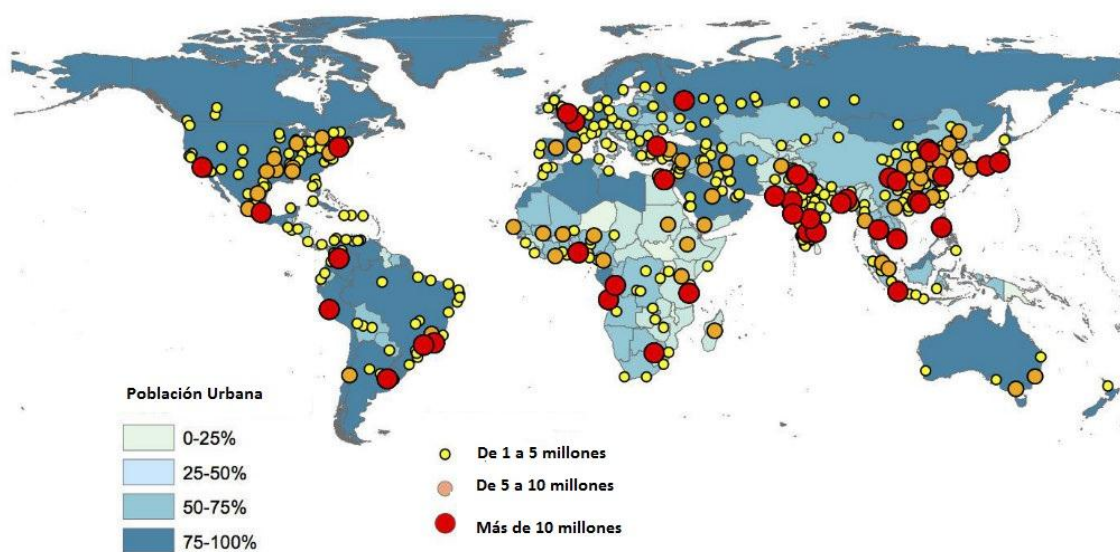 Población Urbana
0-25%
25-50%
50-75%
75-100%
De 1 a 5 millones
De 5 a 10 millones
Más de 10 millones